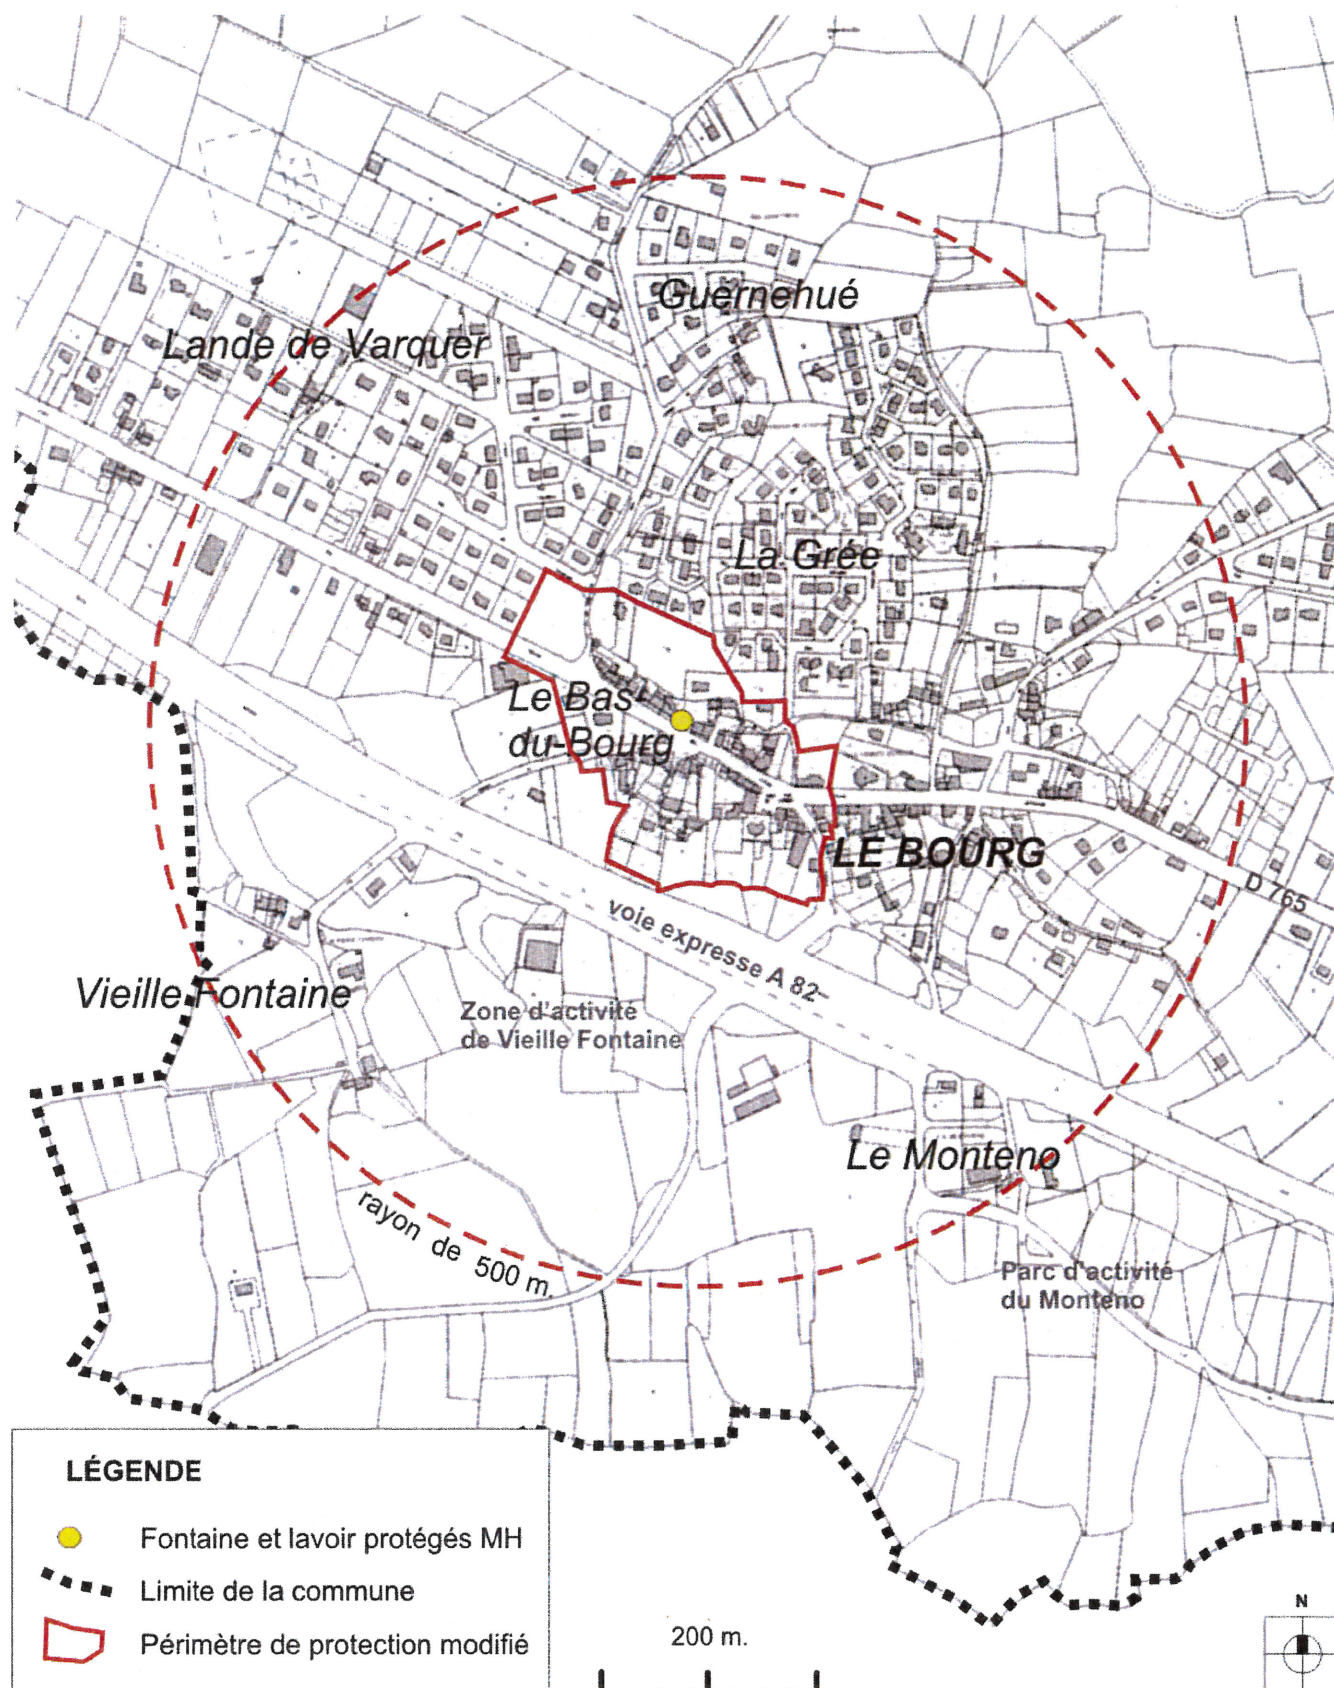 Guernehué
Lande de Varquer
La Grée
Le Bas
du-Bourg
LE BOURG
D 765
voie expresse A 82
Vieille Fontaine
Zone d'activité
de Vieille Fontaine
Le Monteno
rayon de 500 m.
Parc d'activité
du Monteno
LÉGENDE
Fontaine et lavoir protégés MH
Limite de la commune
Périmètre de protection modifié
200 m.
N